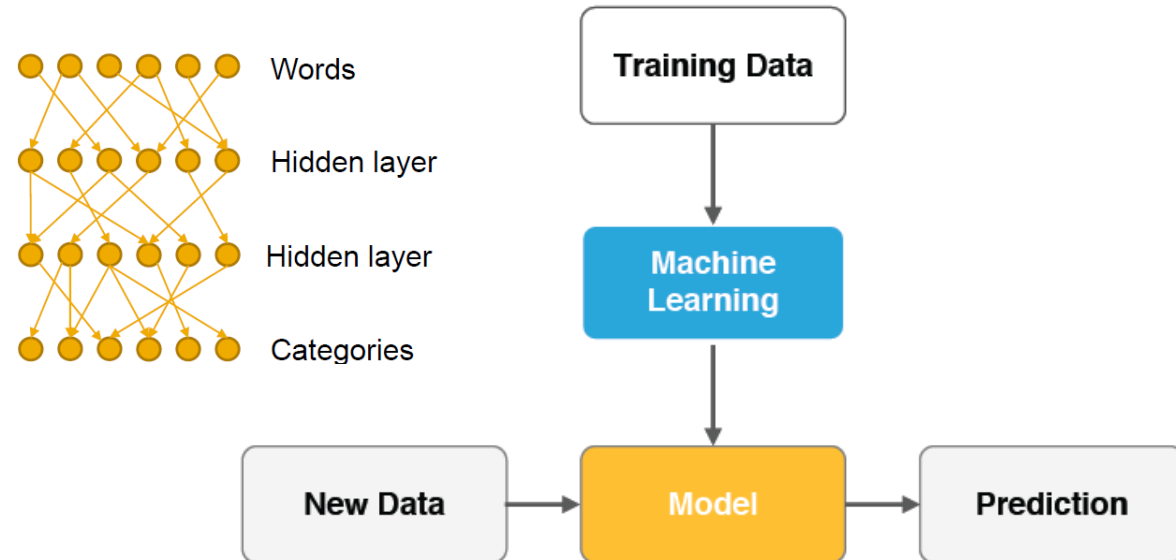 Words
Hidden layer
Hidden layer
Categories
Training Data
Machine
Learning
New Data
Model
Prediction